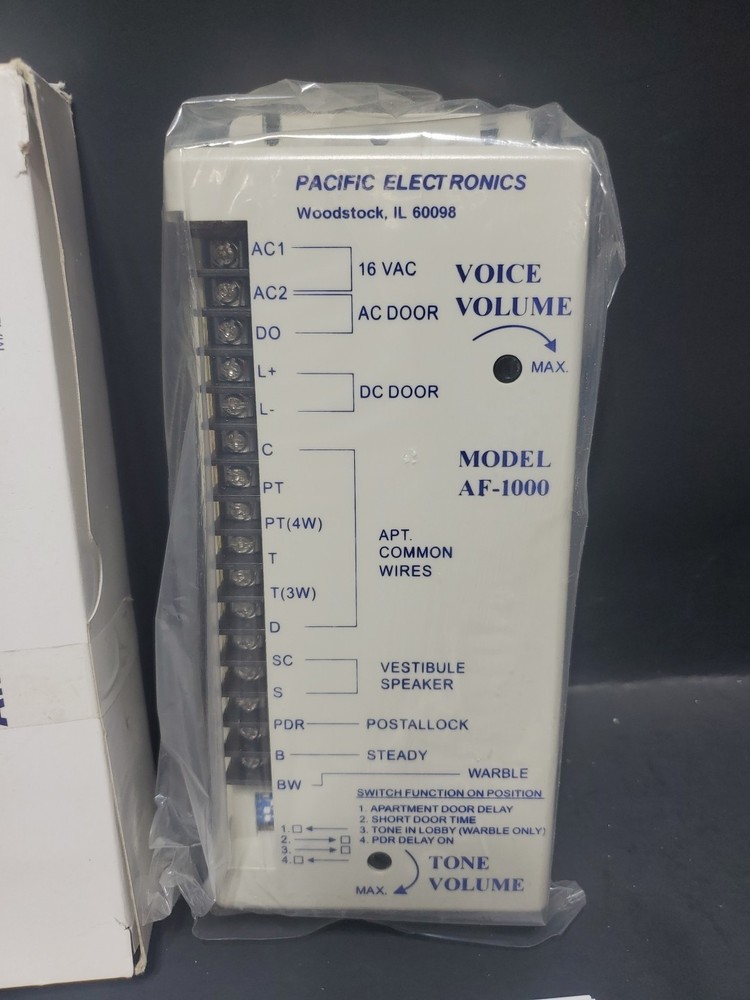 PACIFIC ELECTRONICS
Woodstock, IL 60098
AC1
16 VAC
AC2
AC DOOR
DO
VOICE
VOLUME
MAX.
L+
DC DOOR
L-
C
MODEL
AF-1000
PT
PT(4W)
APT.
COMMON
WIRES
T
T(3W)
D
SC
VESTIBULE
SPEAKER
S
PDR
POSTALLOCK
B
STEADY
BW
WARBLE
SWITCH FUNCTION ON POSITION
1. APARTMENT DOOR DELAY
2. SHORT DOOR TIME
3. TONE IN LOBBY (WARBLE ONLY)
4. PDR DELAY ON
1.
2.
3.
4.
TONE
VOLUME
MAX.